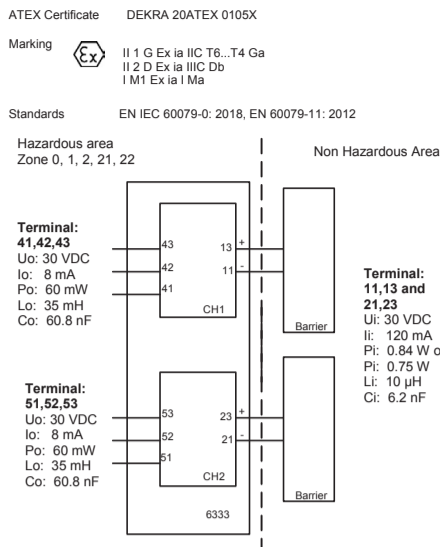 ATEX Certificate DEKRA 20ATEX 0105X
Marking
Ex
II 1 G Ex ia IIC T6...T4 Ga
II 2 D Ex ia IIIC Db
I M1 Ex ia I Ma
Standards EN IEC 60079-0: 2018, EN 60079-11: 2012
Hazardous area
Zone 0, 1, 2, 21, 22
Non Hazardous Area
Terminal:
41,42,43
Uo: 30 VDC
Io: 8 mA
Po: 60 mW
Lo: 35 mH
Co: 60.8 nF
43
42
41
13 +
11 -
CH1
Barrier
Terminal:
11,13 and
21,23
Ui: 30 VDC
Ii: 120 mA
Pi: 0.84 W o
Pi: 0.75 W
Li: 10 µH
Ci: 6.2 nF
Terminal:
51,52,53
Uo: 30 VDC
Io: 8 mA
Po: 60 mW
Lo: 35 mH
Co: 60.8 nF
53
52
51
23 +
21 -
CH2
Barrier
6333